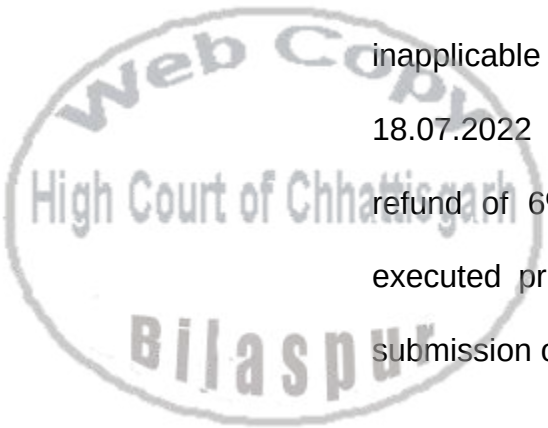 Web Copy
inapplicable
18.07.2022
High Court of Chhattisgarh
refund of 6
executed pr
submission o
Bilaspur